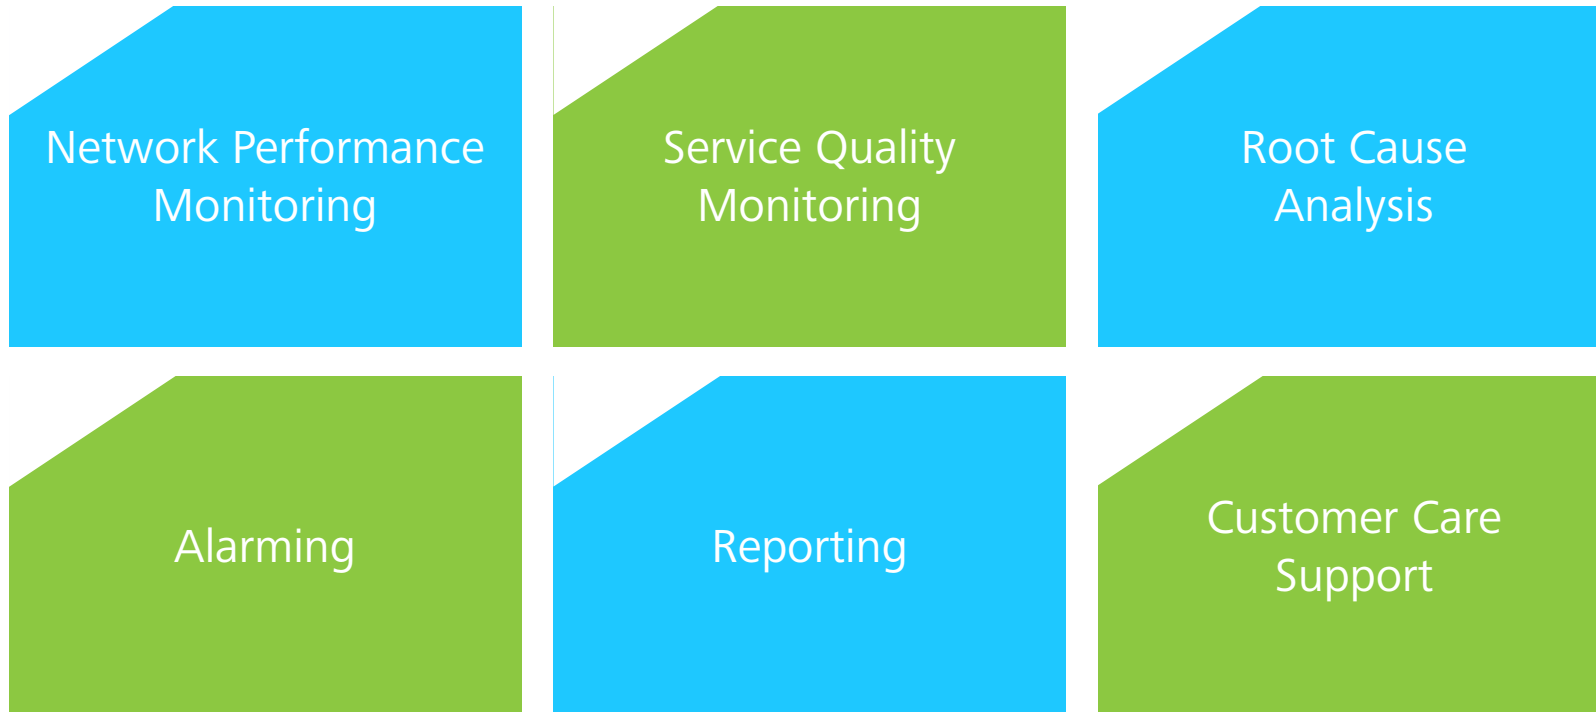 Network Performance
Monitoring
Service Quality
Monitoring
Root Cause
Analysis
Alarming
Reporting
Customer Care
Support